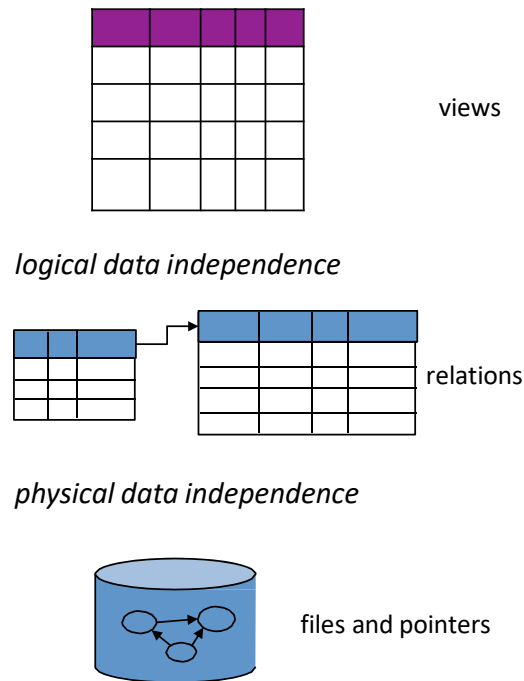 views
logical data independence
relations
physical data independence
files and pointers